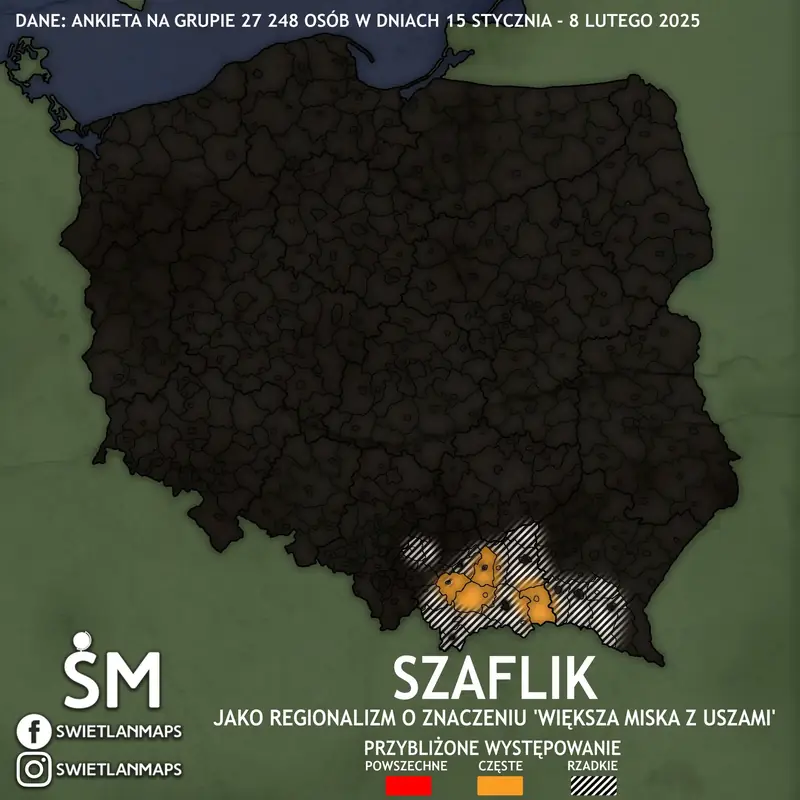 DANE: ANKIETA NA GRUPIE 27 248 OSÓB W DNIACH 15 STYCZNIA - 8 LUTEGO 2025
ŚM
SWIETLANMAPS
SWIETLANMAPS
SZAFLIK
JAKO REGIONALIZM O ZNACZENIU 'WIĘKSZA MISKA Z USZAMI'
PRZYBLIŻONE WYSTĘPOWANIE
POWSZECHNE CZĘSTE RZADKIE